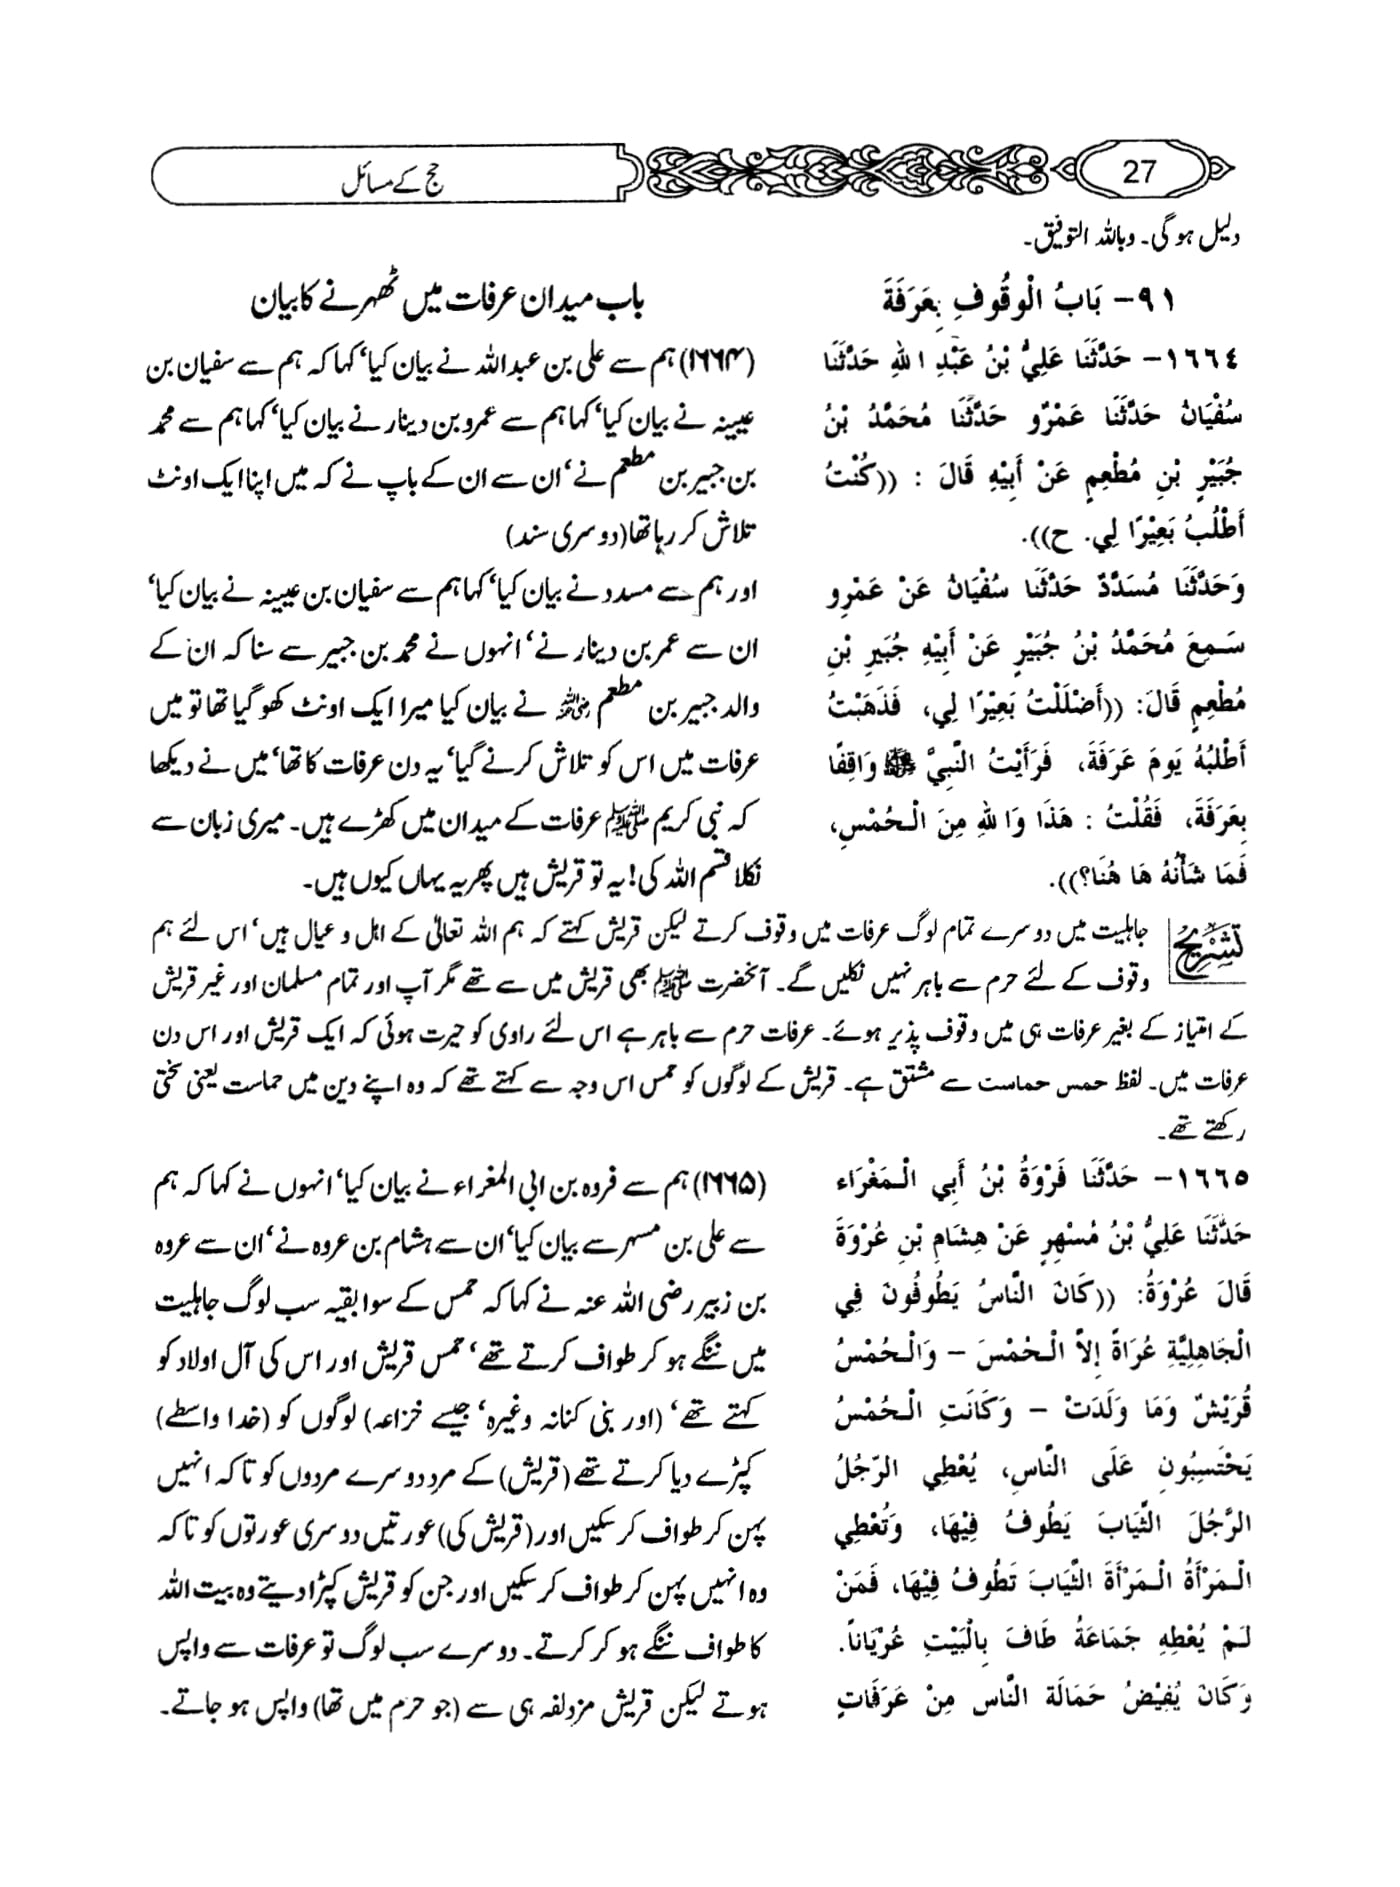 27
حج کے مسائل
دلیل ہو گی۔ وباللہ التوفیق۔
٩١- بَابُ الْوُقُوفِ بِعَرَفَةَ
١٦٦٤- حَدَّثَنَا عَلِيُّ بْنُ عَبْدِ اللهِ حَدَّثَنَا
سُفْيَانُ حَدَّثَنَا عَمْرٌو حَدَّثَنَا مُحَمَّدُ بْنُ
جُبَيْرِ بْنِ مُطْعِمٍ عَنْ أَبِيْهِ قَالَ : ((كُنْتُ
أَطْلُبُ بَعِيْرًا لِي. ح)).
وَحَدَّثَنَا مُسَدَّدٌ حَدَّثَنَا سُفْيَانُ عَنْ عَمْرِو
سَمِعَ مُحَمَّدُ بْنُ جُبَيْرٍ عَنْ أَبِيْهِ جُبَيرِ بْنِ
مُطْعِمٍ قَالَ: ((أَضْلَلْتُ بَعِيْرًا لِي، فَذَهَبْتُ
أَطْلُبُهُ يَومَ عَرَفَةَ، فَرَأَيْتُ النَّبِيَّ ﷺ وَاقِفًا
بِعَرَفَةَ، فَقُلْتُ : هَذَا وَاللهِ مِنَ الْحُمْسِ،
فَمَا شَأْنُهُ هَا هُنَا؟)).
باب میدان عرفات میں ٹھہرنے کا بیان
(۱۶۶۴) ہم سے علی بن عبداللہ نے بیان کیا‘ کہا کہ ہم سے سفیان بن
عیینہ نے بیان کیا‘ کہا ہم سے عمرو بن دینار نے بیان کیا‘ کہا ہم سے محمد
بن جبیر بن مطعم نے‘ ان سے ان کے باپ نے کہ میں اپنا ایک اونٹ
تلاش کر رہا تھا (دوسری سند)
اور ہم سے مسدد نے بیان کیا‘ کہا ہم سے سفیان بن عیینہ نے بیان کیا‘
ان سے عمر بن دینار نے‘ انہوں نے محمد بن جبیر سے سنا کہ ان کے
والد جبیر بن مطعم رضی اللہ عنہ نے بیان کیا میرا ایک اونٹ کھو گیا تھا تو میں
عرفات میں اس کو تلاش کرنے گیا‘ یہ دن عرفات کا تھا‘ میں نے دیکھا
کہ نبی کریم ﷺ عرفات کے میدان میں کھڑے ہیں۔ میری زبان سے
نکلا قسم اللہ کی! یہ تو قریش ہیں پھر یہ یہاں کیوں ہیں۔
تشریح جاہلیت میں دوسرے تمام لوگ عرفات میں وقوف کرتے لیکن قریش کہتے کہ ہم اللہ تعالیٰ کے اہل و عیال ہیں‘ اس لئے ہم
وقوف کے لئے حرم سے باہر نہیں نکلیں گے۔ آنحضرت ﷺ بھی قریش میں سے تھے مگر آپ اور تمام مسلمان اور غیر قریش
کے امتیاز کے بغیر عرفات ہی میں وقوف پذیر ہوئے۔ عرفات حرم سے باہر ہے اس لئے راوی کو حیرت ہوئی کہ ایک قریش اور اس دن
عرفات میں۔ لفظ حمس حماست سے مشتق ہے۔ قریش کے لوگوں کو حمس اس وجہ سے کہتے تھے کہ وہ اپنے دین میں حماست یعنی سختی
رکھتے تھے۔
١٦٦٥- حَدَّثَنَا فَرْوَةُ بْنُ أَبِي الْمَغْرَاء
حَدَّثَنَا عَلِيُّ بْنُ مُسْهِرٍ عَنْ هِشَامِ بْنِ عُرْوَةَ
قَالَ عُرْوَةُ: ((كَانَ النَّاسُ يَطُوفُونَ فِي
الْجَاهِلِيَّةِ عُرَاةً إِلاَّ الْحُمْسَ - وَالْحُمْسُ
قُرَيْشٌ وَمَا وَلَدَتْ - وَكَانَتِ الْحُمْسُ
يَحْتَسِبُونِ عَلَى النَّاسِ، يُعْطِي الرَّجُلُ
الرَّجُلَ الثِّيَابَ يَطُوفُ فِيْهَا، وَتُعْطِي
الْمَرْأَةُ الْمَرْأَةَ الثِّيَابَ تَطُوفُ فِيْهَا، فَمَنْ
لَمْ يُعْطِهِ جَمَاعَةُ طَافَ بِالْبَيْتِ عُرْيَاناً.
وَكَانَ يُفِيْضُ جَمَاعَةُ النَّاسِ مِنْ عَرَفَاتٍ
(۱۶۶۵) ہم سے فروہ بن ابی المغراء نے بیان کیا‘ انہوں نے کہا کہ ہم
سے علی بن مسہر سے بیان کیا‘ ان سے ہشام بن عروہ نے‘ ان سے عروہ
بن زبیر رضی اللہ عنہ نے کہا کہ حمس کے سوا بقیہ سب لوگ جاہلیت
میں ننگے ہو کر طواف کرتے تھے‘ حمس قریش اور اس کی آل اولاد کو
کہتے تھے‘ (اور بنی کنانہ وغیرہ‘ جیسے خزاعہ) لوگوں کو (خدا واسطے)
کپڑے دیا کرتے تھے (قریش) کے مرد دوسرے مردوں کو تاکہ انہیں
پہن کر طواف کر سکیں اور (قریش کی) عورتیں دوسری عورتوں کو تاکہ
وہ انہیں پہن کر طواف کر سکیں اور جن کو قریش کپڑا دیتے وہ بیت اللہ
کا طواف ننگے ہو کر کرتے۔ دوسرے سب لوگ تو عرفات سے واپس
ہوتے لیکن قریش مزدلفہ ہی سے (جو حرم میں تھا) واپس ہو جاتے۔